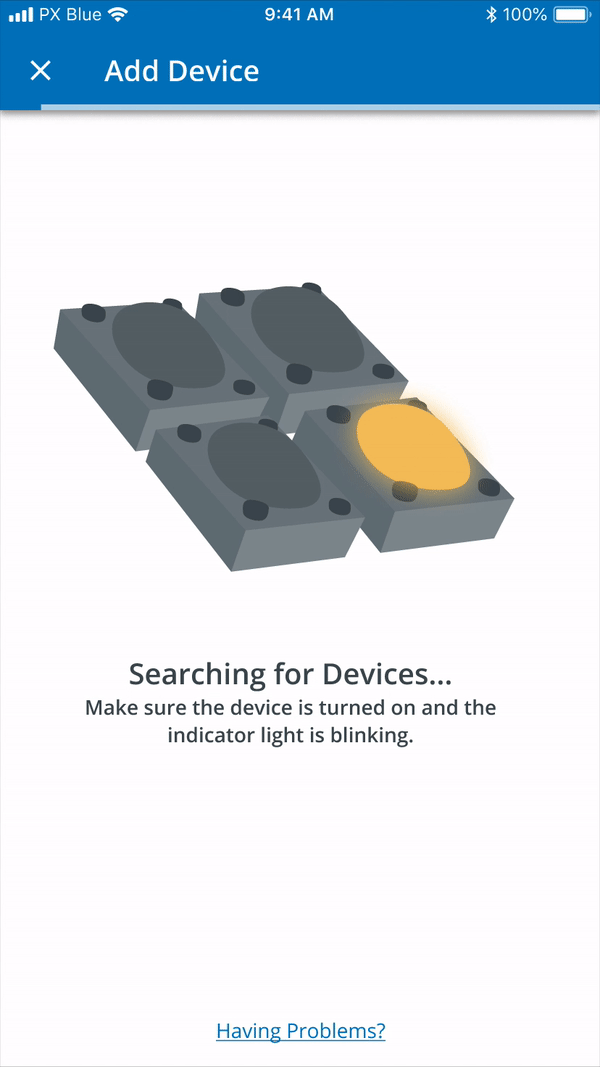 PX Blue 9:41 AM 100%
Add Device
Searching for Devices...
Make sure the device is turned on and the
indicator light is blinking.
Having Problems?